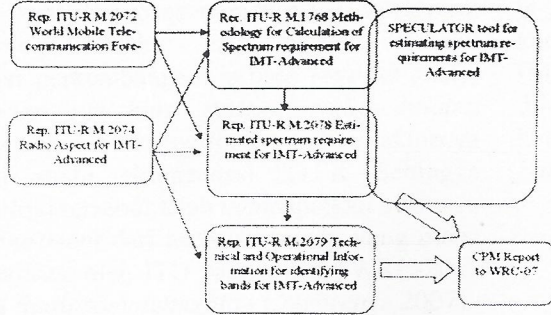 Rep. ITU-R M.2072
World Mobile Tele-
communication Fore-
Rec. ITU-R M.1768 Meth-
odology for Calculation of
Spectrum requirement for
IMT-Advanced
SPECULATOR tool for
estimating spectrum re-
quirements for IMT-
Advanced
Rep. ITU-R M.2074
Radio Aspect for IMT-
Advanced
Rep. ITU-R M.2078 Esti-
mated spectrum require-
ment for IMT-Advanced
Rep. ITU-R M.2079 Tech-
nical and Operational Infor-
mation for identifying
bands for IMT-Advanced
CPM Report
to WRC-07